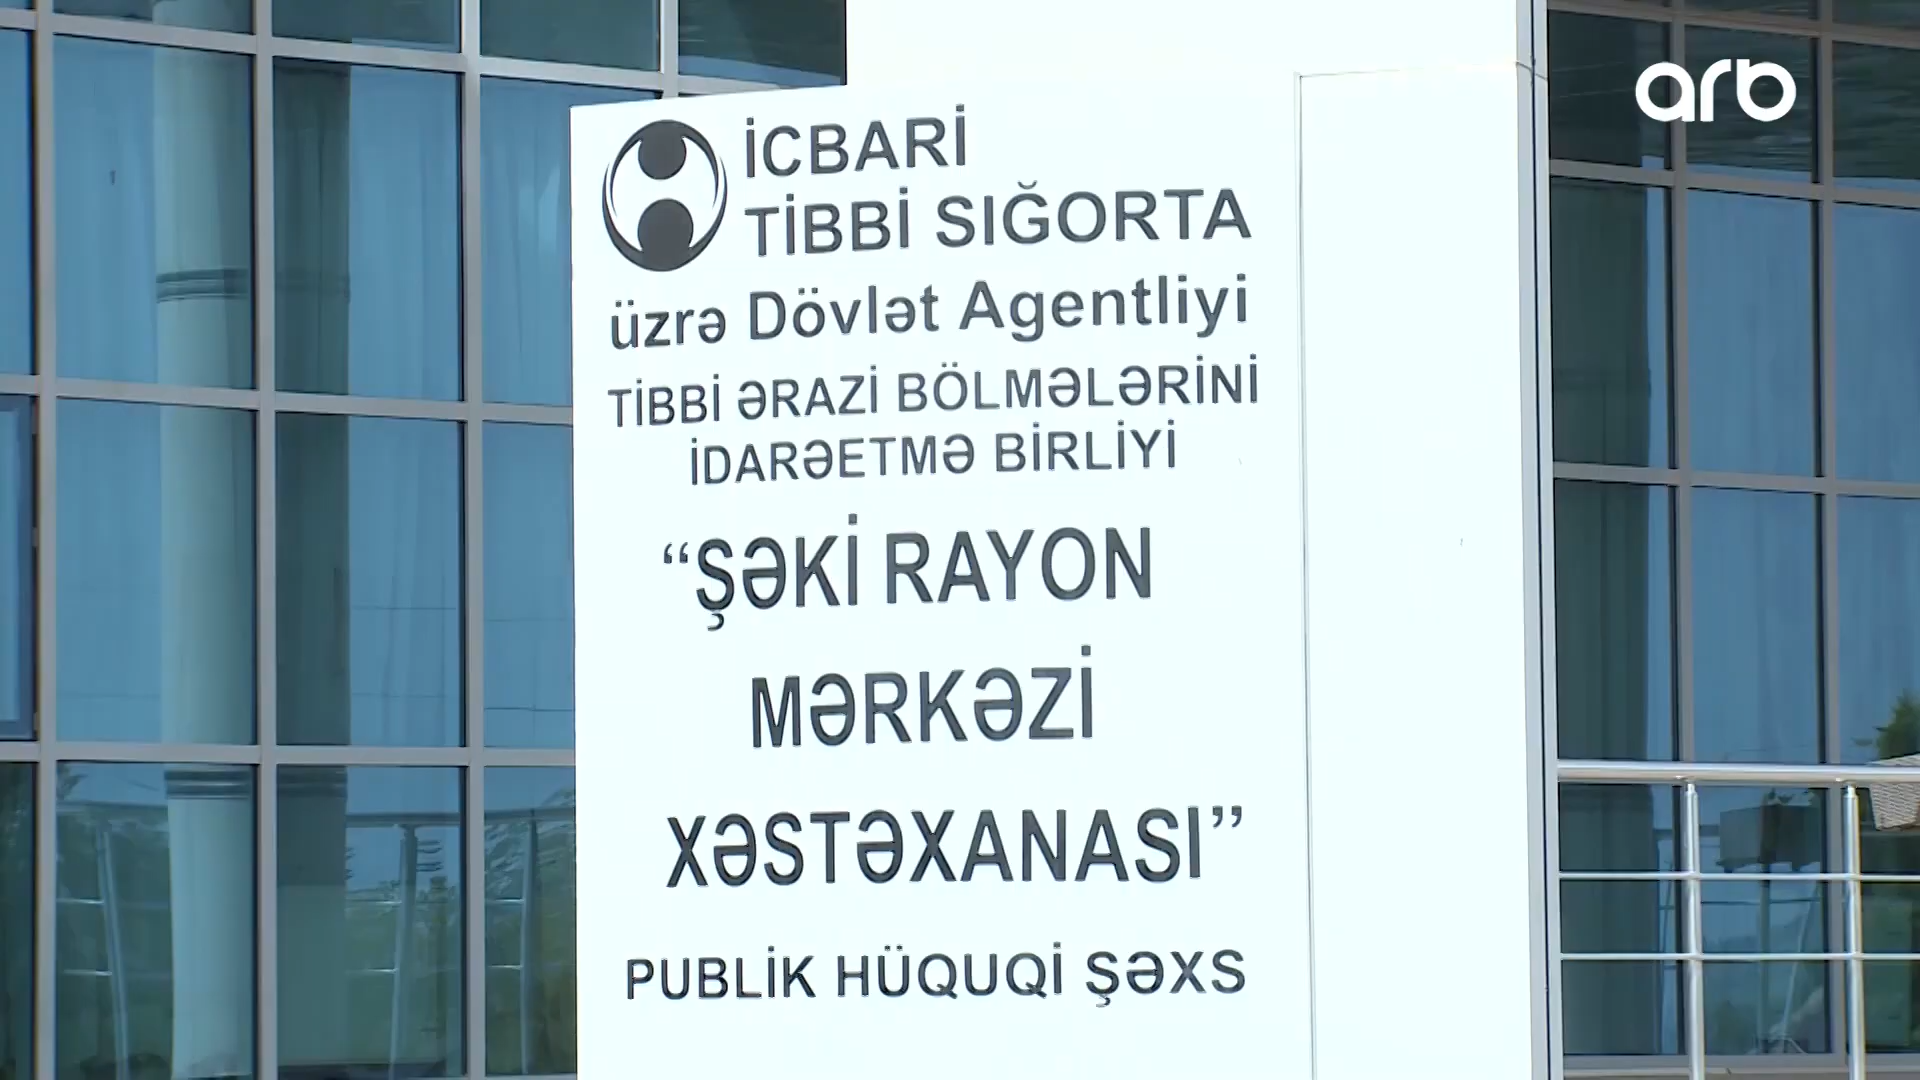 arb
İCBARİ
TİBBİ SIĞORTA
üzrə Dövlət Agentliyi
TİBBİ ƏRAZİ BÖLMƏLƏRİNİ
İDARƏETMƏ BİRLİYİ
“ŞƏKİ RAYON
MƏRKƏZİ
XƏSTƏXANASI”
PUBLİK HÜQUQİ ŞƏXS